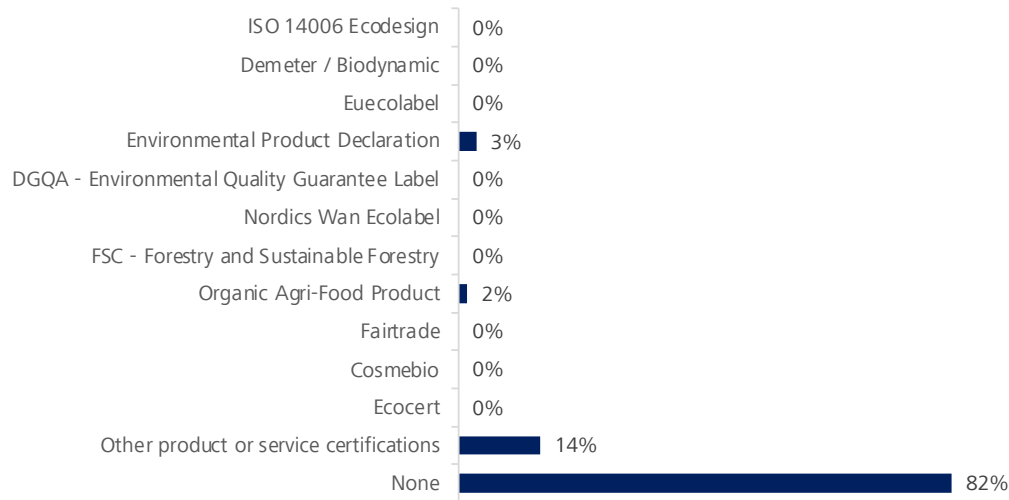 ISO 14006 Ecodesign 0%
Demeter / Biodynamic 0%
Euecolabel 0%
Environmental Product Declaration 3%
DGQA - Environmental Quality Guarantee Label 0%
Nordics Wan Ecolabel 0%
FSC - Forestry and Sustainable Forestry 0%
Organic Agri-Food Product 2%
Fairtrade 0%
Cosmebio 0%
Ecocert 0%
Other product or service certifications 14%
None 82%